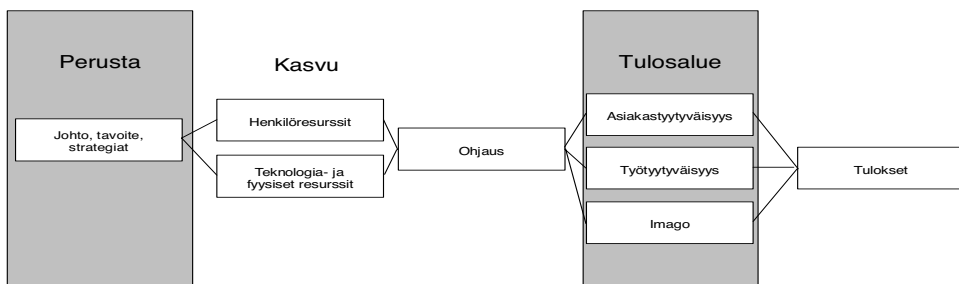 Perusta
Kasvu
Tulosalue
Johto, tavoite,
strategiat
Henkilöresurssit
Teknologia- ja
fyysiset resurssit
Ohjaus
Asiakastyytyväisyys
Työtyytyväisyys
Imago
Tulokset